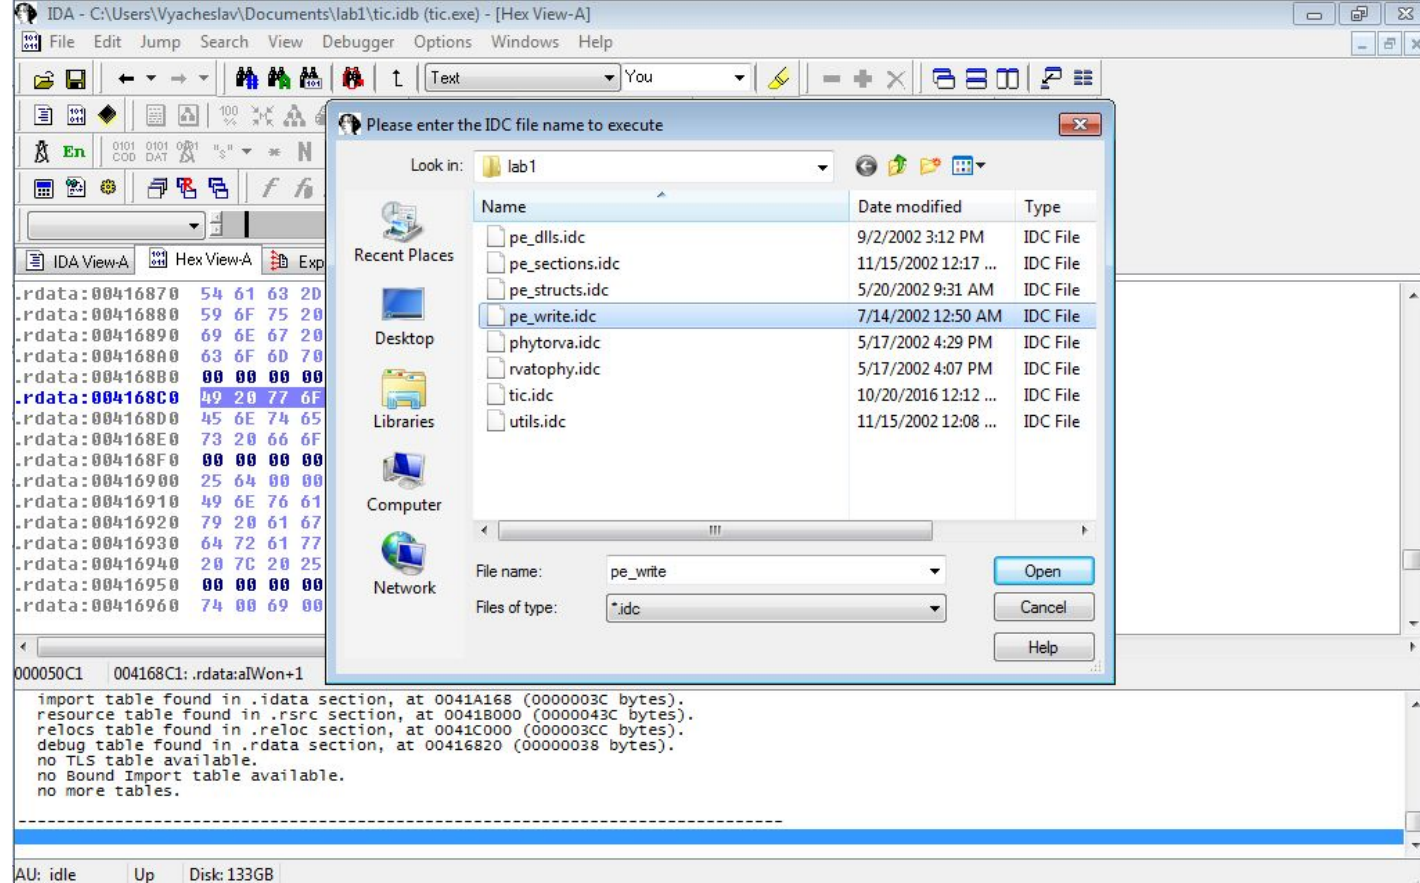 IDA - C:\Users\Vyacheslav\Documents\lab1\tic.idb (tic.exe) - [Hex View-A]
File Edit Jump Search View Debugger Options Windows Help
Text You
Please enter the IDC file name to execute
En
Look in: lab1
Name Date modified Type
pe_dlls.idc 9/2/2002 3:12 PM IDC File
pe_sections.idc 11/15/2002 12:17 ... IDC File
pe_structs.idc 5/20/2002 9:31 AM IDC File
pe_write.idc 7/14/2002 12:50 AM IDC File
phytorva.idc 5/17/2002 4:29 PM IDC File
rvatophy.idc 5/17/2002 4:07 PM IDC File
tic.idc 10/20/2016 12:12 ... IDC File
utils.idc 11/15/2002 12:08 ... IDC File
Recent Places
Desktop
Libraries
Computer
Network
File name: pe_write Open
Files of type: *.idc Cancel
Help
IDA View-A Hex View-A Exp
.rdata:00416870 54 61 63 2D
.rdata:00416880 59 6F 75 20
.rdata:00416890 69 6E 67 20
.rdata:004168A0 63 6F 6D 70
.rdata:004168B0 00 00 00 00
.rdata:004168C0 49 20 77 6F
.rdata:004168D0 45 6E 74 65
.rdata:004168E0 73 20 66 6F
.rdata:004168F0 00 00 00 00
.rdata:00416900 25 64 00 00
.rdata:00416910 49 6E 76 61
.rdata:00416920 79 20 61 67
.rdata:00416930 64 72 61 77
.rdata:00416940 20 7C 20 25
.rdata:00416950 00 00 00 00
.rdata:00416960 74 00 69 00
000050C1 004168C1: .rdata:aIWon+1
import table found in .idata section, at 0041A168 (0000003C bytes).
resource table found in .rsrc section, at 0041B000 (0000043C bytes).
relocs table found in .reloc section, at 0041C000 (000003CC bytes).
debug table found in .rdata section, at 00416820 (00000038 bytes).
no TLS table available.
no Bound Import table available.
no more tables.
AU: idle Up Disk: 133GB